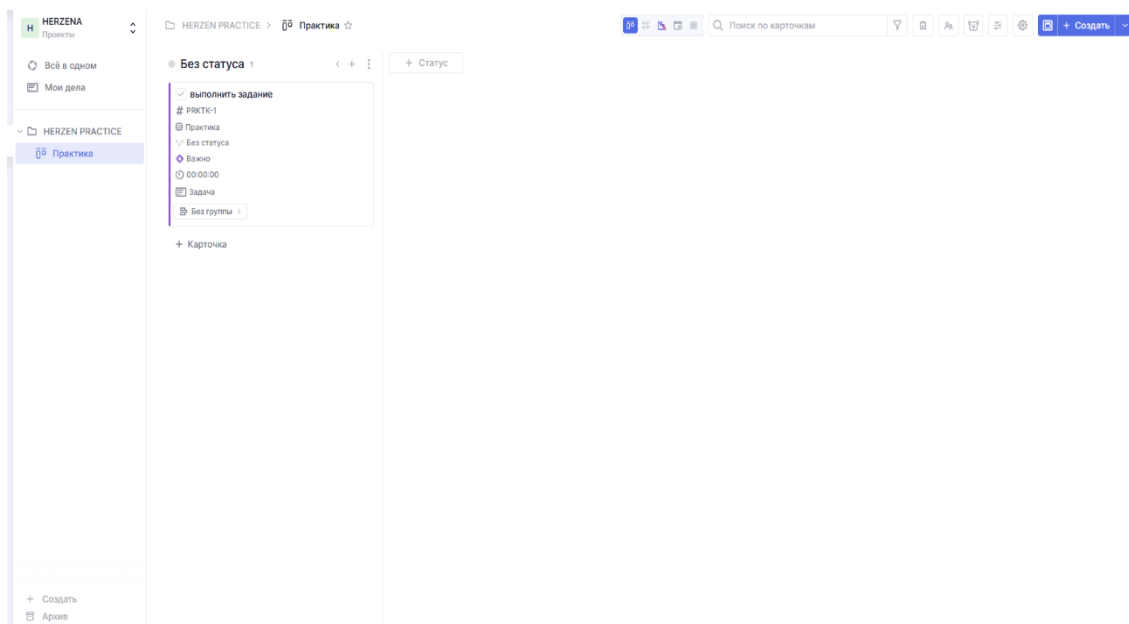 H HERZENA
Проекты
HERZEN PRACTICE > Практика
Поиск по карточкам
+ Создать
Всё в одном
Мои дела
HERZEN PRACTICE
Практика
Без статуса 1
+ Статус
выполнить задание
# PRKTK-1
Практика
Без статуса
Важно
00:00:00
Задача
Без группы
+ Карточка
+ Создать
Архив